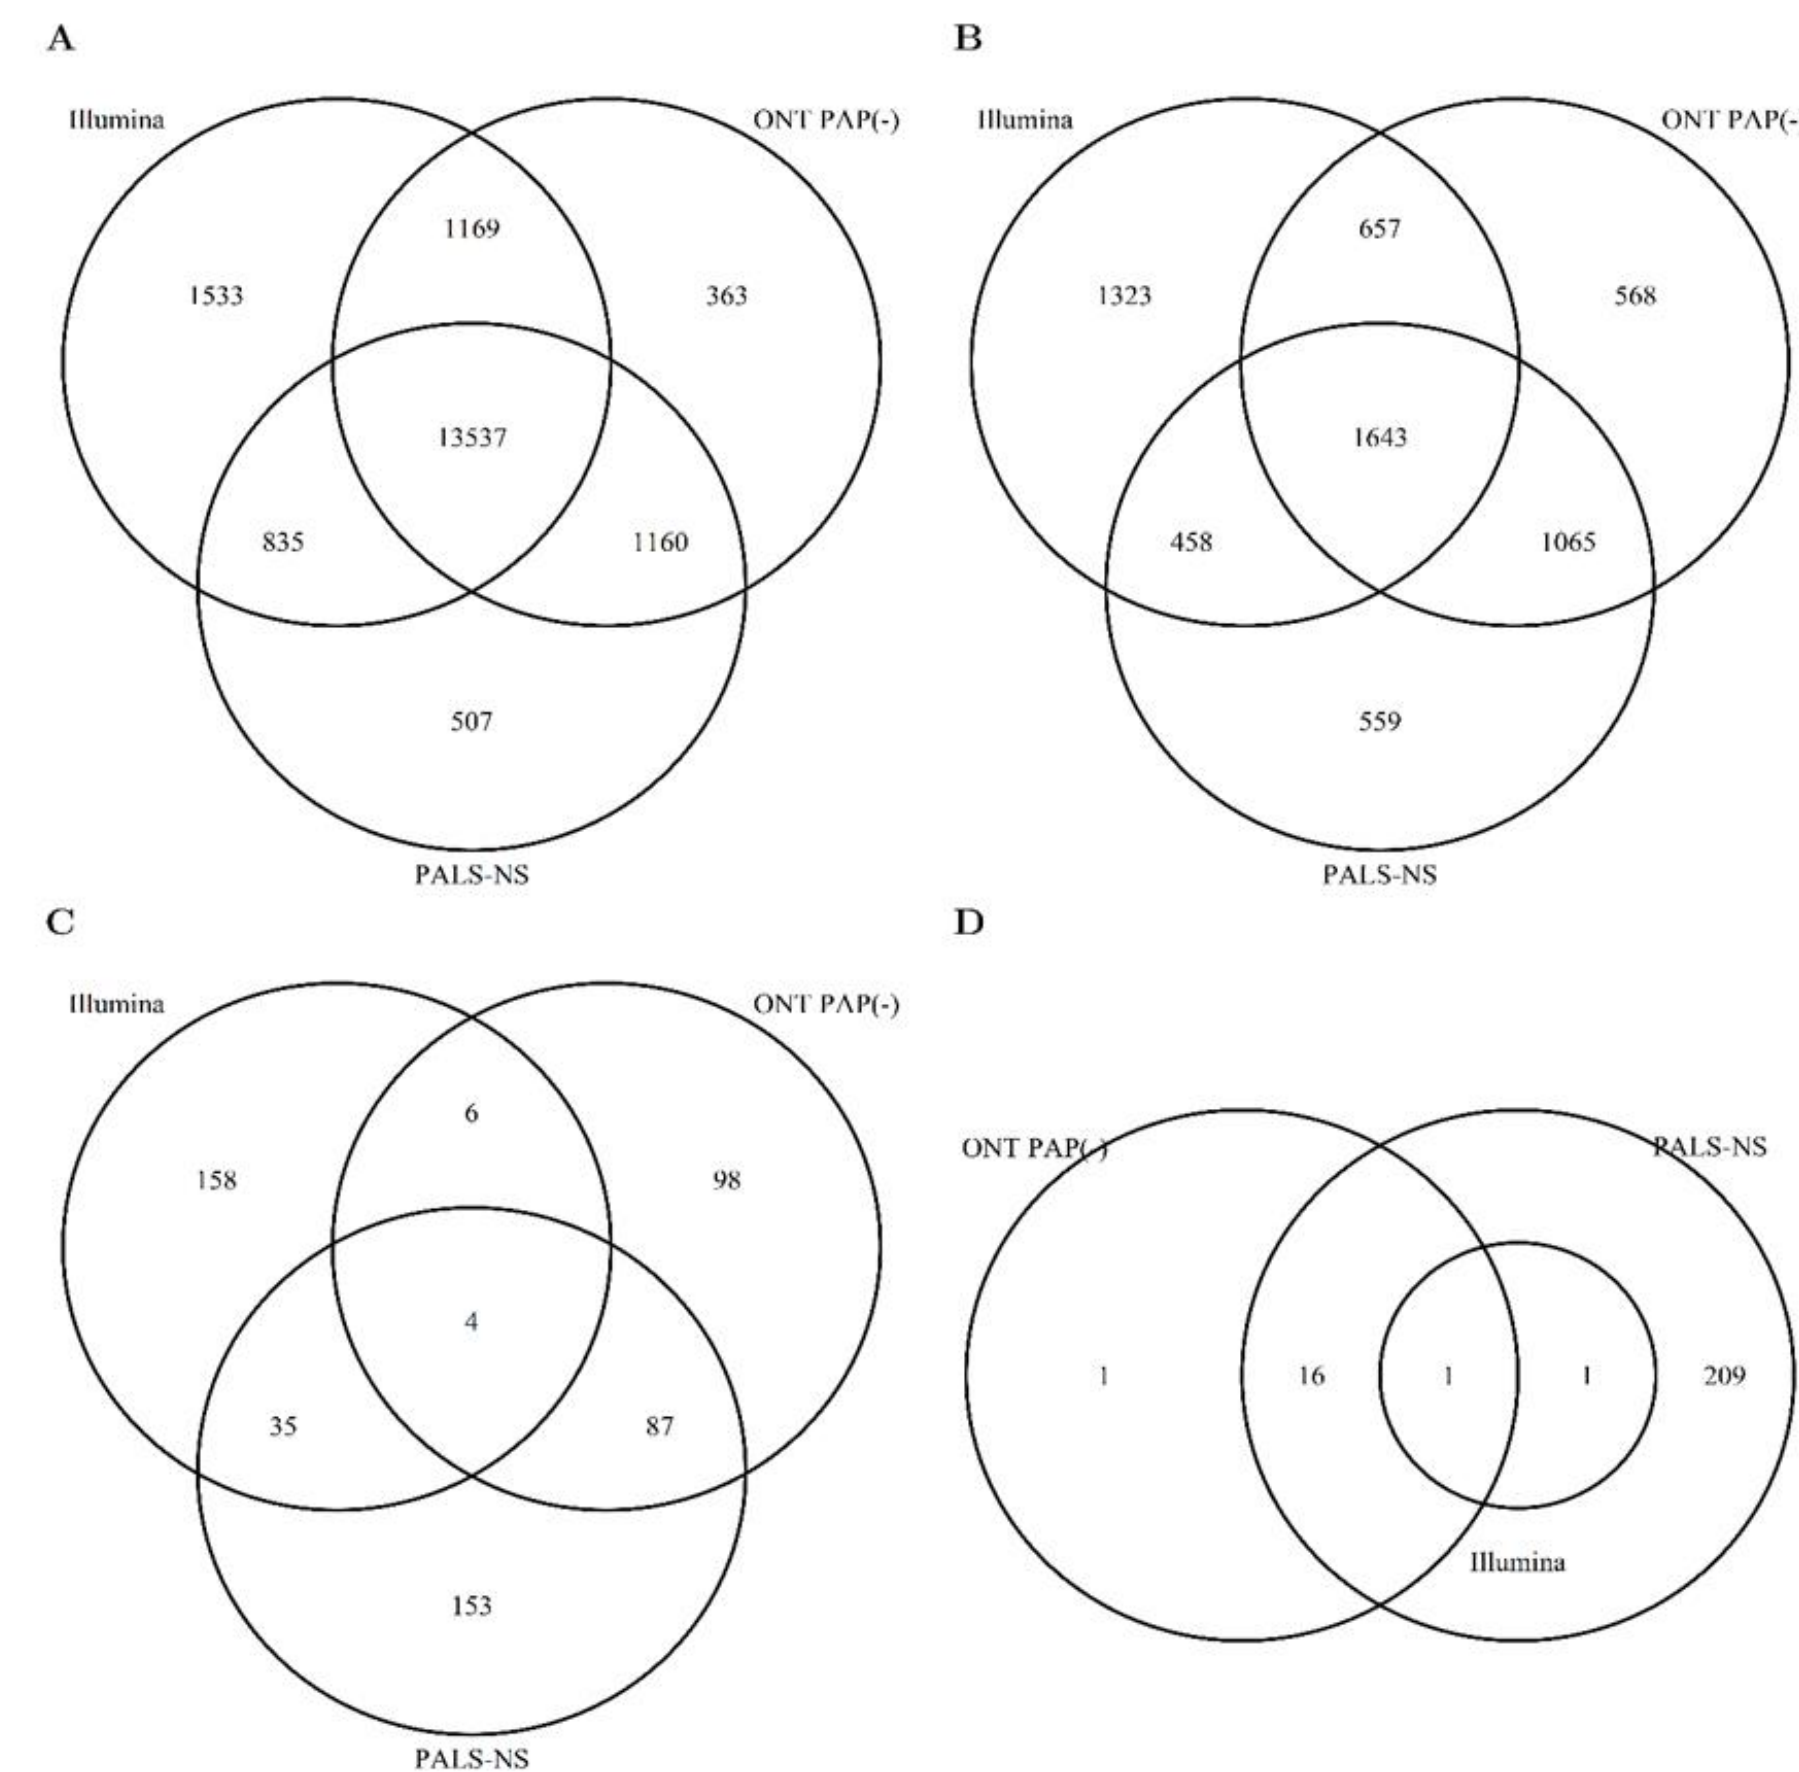 A
Illumina
ONT PAP(-)
1169
1533
363
13537
835
1160
507
PALS-NS
B
Illumina
ONT PAP(-
657
1323
568
1643
458
1065
559
PALS-NS
C
Illumina
ONT PAP(-)
6
158
98
4
35
87
153
PALS-NS
D
ONT PAP(-)
PALS-NS
1
16
1
1
209
Illumina